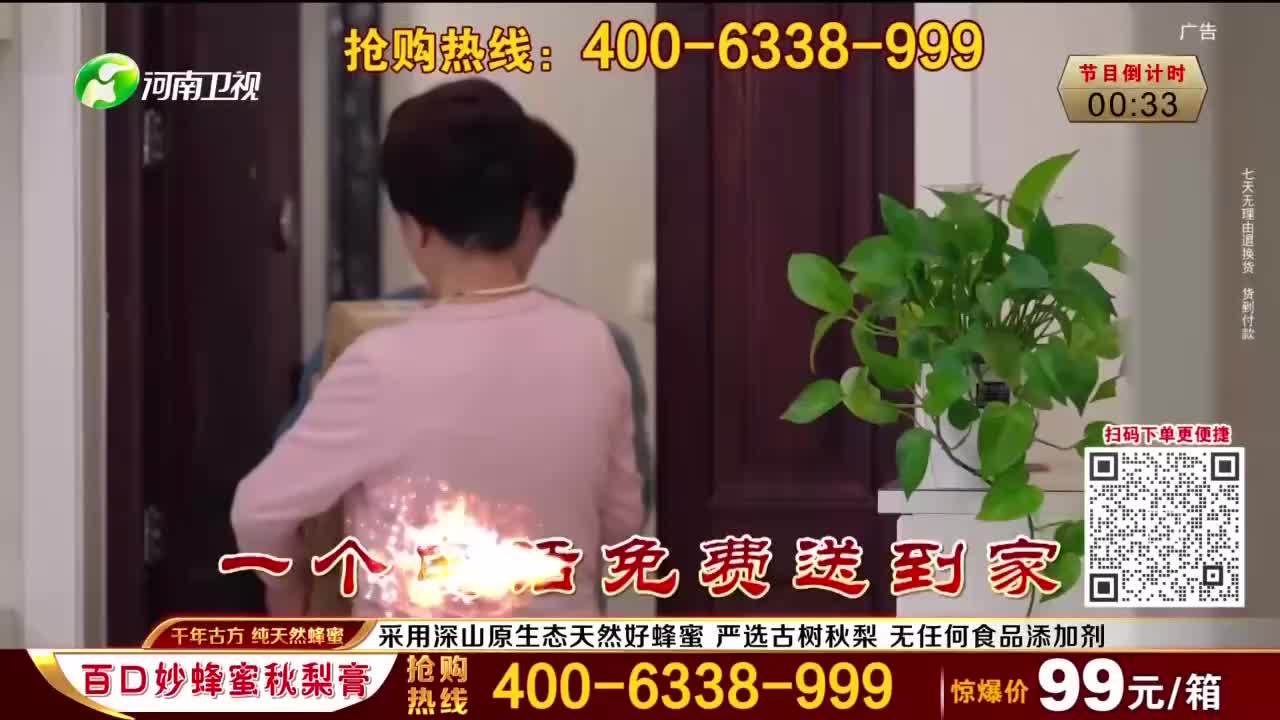 抢购热线：400-6338-999
广告
河南卫视
节目倒计时
00:33
七天无理由退换货 货到付款
扫码下单更便捷
一个电话免费送到家
千年古方 纯天然蜂蜜
采用深山原生态天然好蜂蜜 严选古树秋梨 无任何食品添加剂
百口妙蜂蜜秋梨膏
抢购热线
400-6338-999
惊爆价99元/箱